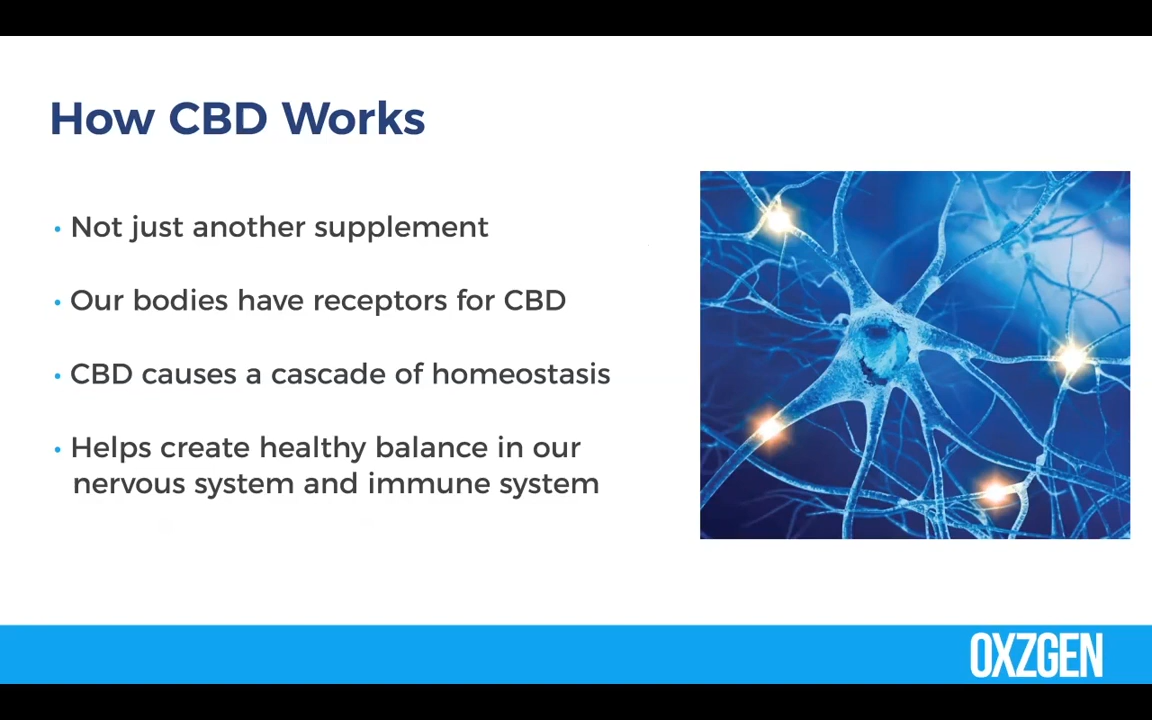 How CBD Works
• Not just another supplement
• Our bodies have receptors for CBD
• CBD causes a cascade of homeostasis
• Helps create healthy balance in our
nervous system and immune system
OXZGEN